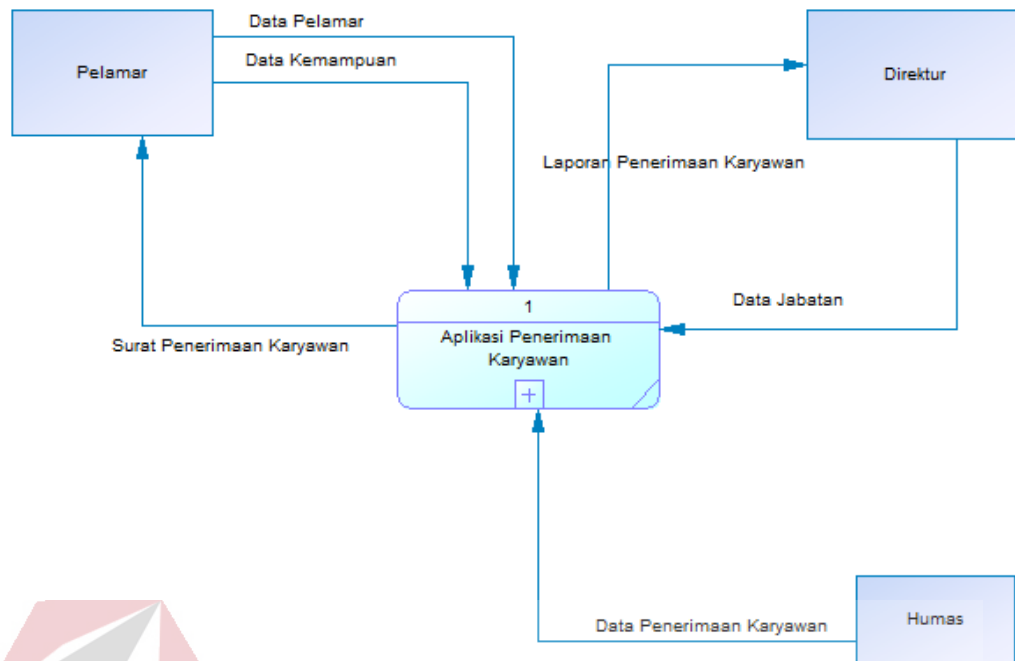 Data Pelamar
Data Kemampuan
Pelamar
Direktur
Laporan Penerimaan Karyawan
Data Jabatan
1
Aplikasi Penerimaan
Karyawan
Surat Penerimaan Karyawan
Data Penerimaan Karyawan
Humas